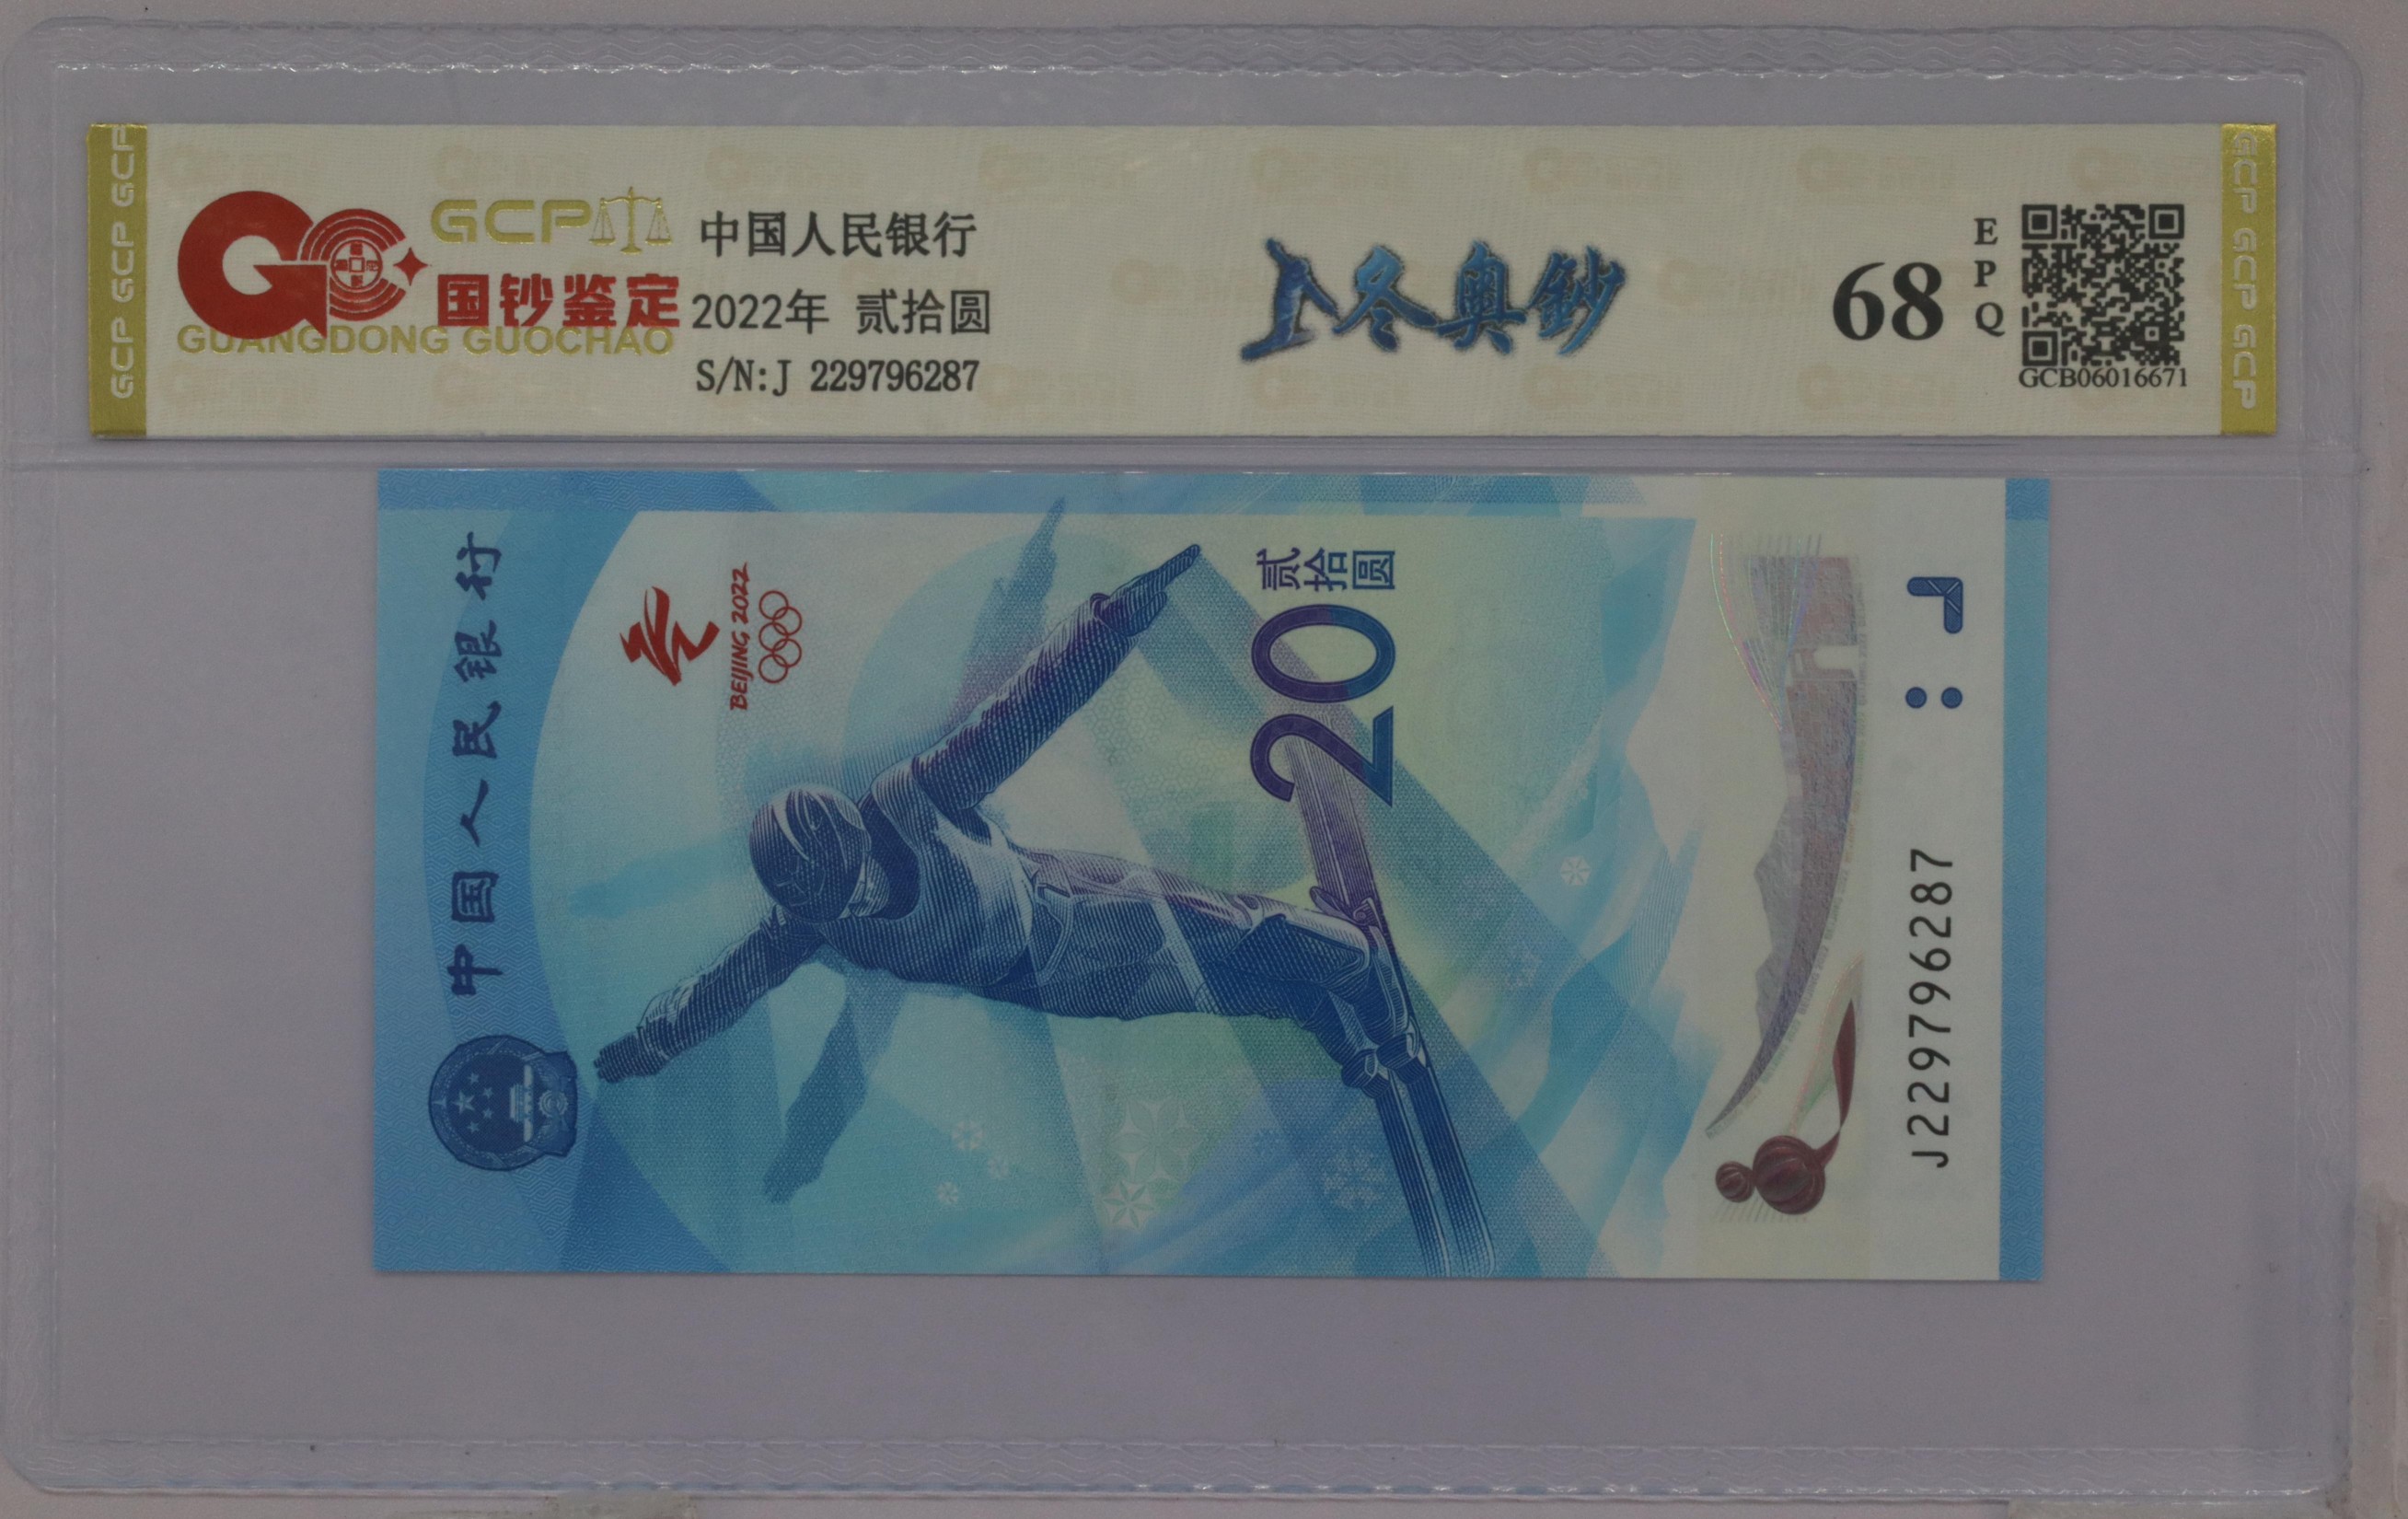 GCP GCP GCP
GCP
国钞鉴定
GUANGDONG GUOCHAO
中国人民银行
2022年 贰拾圆
S/N:J 229796287
上冬奥鈔
68
EPQ
GCB06016671
GCP GCP GCP
中国人民银行
BEIJING 2022
贰拾圆
20
J229796287